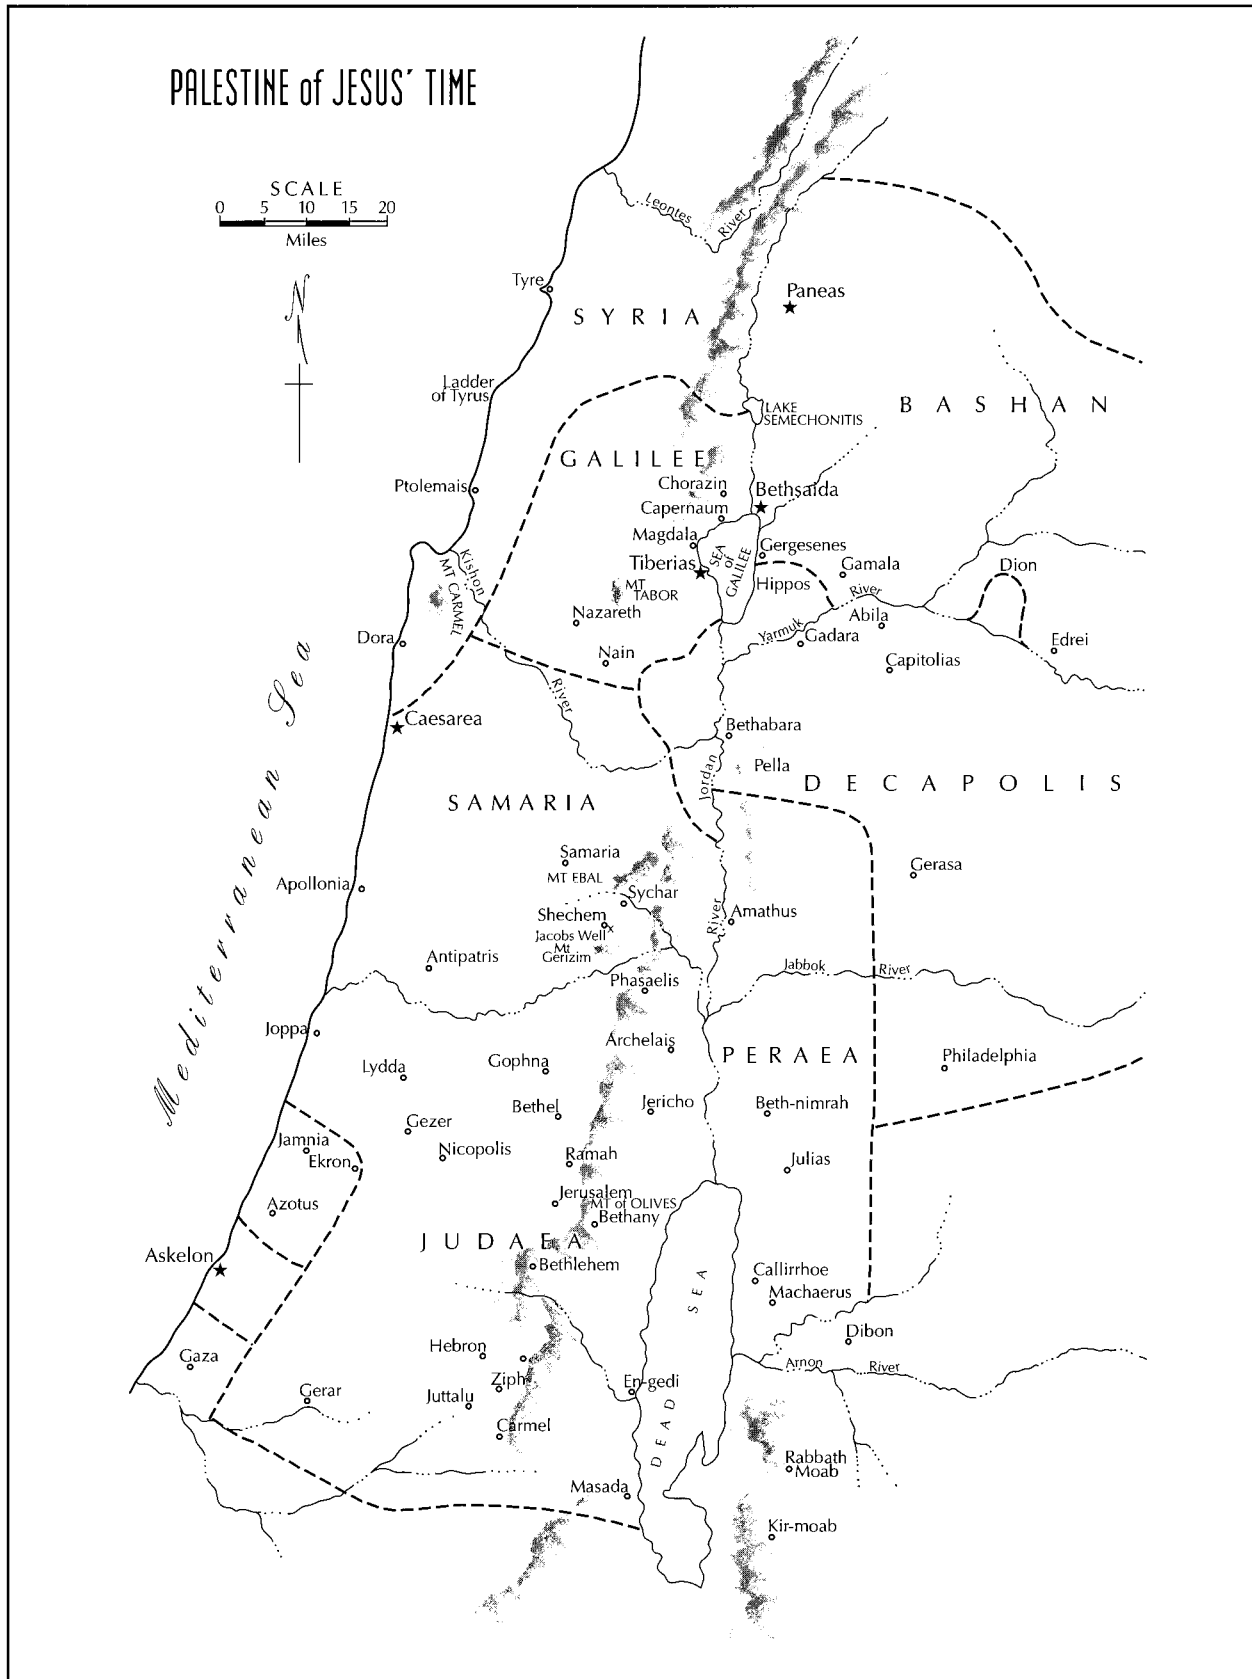 PALESTINE of JESUS' TIME
SCALE
0 5 10 15 20
Miles
N
Leontes
River
Tyre
Paneas
SYRIA
Ladder
of Tyrus
LAKE
SEMECHONITIS
BASHAN
GALILEE
Chorazin
Ptolemais
Bethsaida
Capernaum
Magdala
Gergesenes
SEA
of
GALILEE
Tiberias
Gamala
Dion
Kishon
MT CARMEL
MT
TABOR
Hippos
River
Nazareth
Abila
Yarmuk
Dora
Gadara
Edrei
Nain
Capitolias
River
Caesarea
Bethabara
Pella
Jordan
DECAPOLIS
SAMARIA
Mediterranean Sea
Samaria
Gerasa
MT EBAL
Apollonia
Sychar
Shechem
x
Amathus
River
Jacobs Well
Mt
Gerizim
Antipatris
Jabbok
River
Phasaelis
Joppa
Archelais
PERAEA
Philadelphia
Lydda
Gophna
Bethel
Jericho
Beth-nimrah
Gezer
Jamnia
Nicopolis
Ramah
Ekron
Julias
Jerusalem
MT of OLIVES
Azotus
Bethany
JUDAEA
Askelon
Bethlehem
Callirrhoe
Machaerus
DEAD SEA
Dibon
Hebron
Gaza
Arnon
River
Ziph
En-gedi
Gerar
Juttalu
Carmel
Rabbath
Moab
Masada
Kir-moab